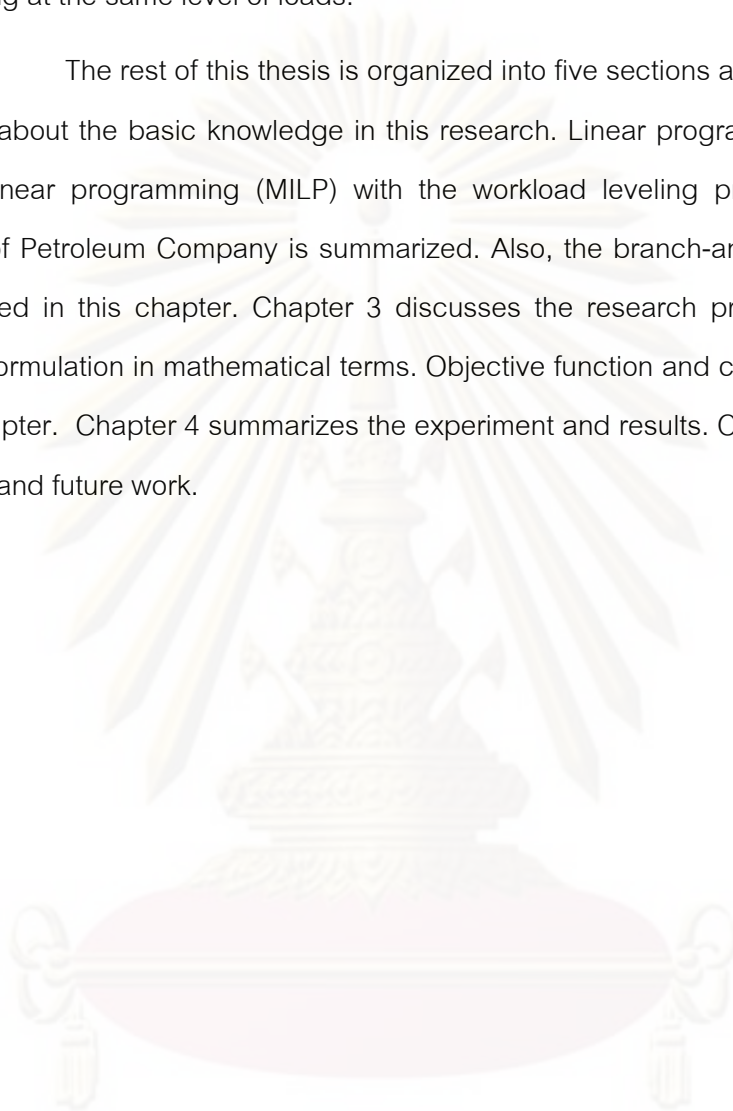 g at the same level of loads.
The rest of this thesis is organized into five sections a
about the basic knowledge in this research. Linear progra
near programming (MILP) with the workload leveling p
of Petroleum Company is summarized. Also, the branch-a
ed in this chapter. Chapter 3 discusses the research p
ormulation in mathematical terms. Objective function and c
pter. Chapter 4 summarizes the experiment and results. C
and future work.